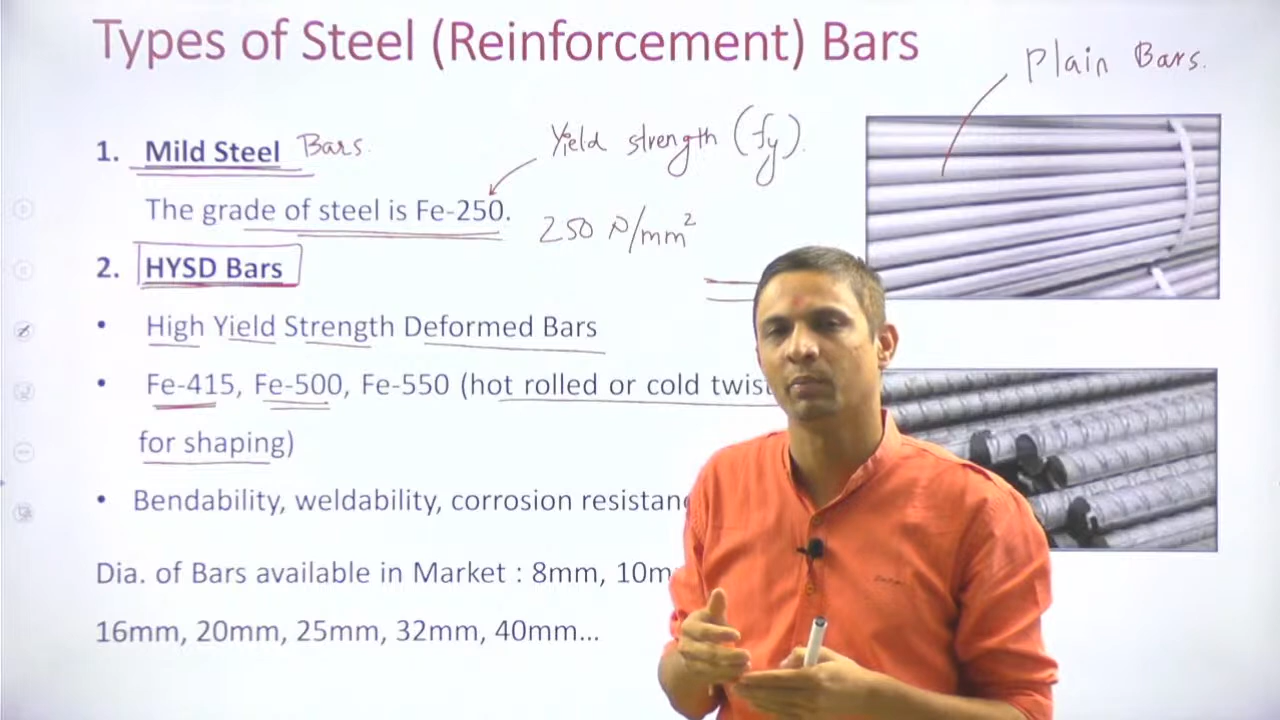 Types of Steel (Reinforcement) Bars
Plain Bars.
1. Mild Steel Bars.
Yield strength (fy).
The grade of steel is Fe-250.
250 N/mm²
2. HYSD Bars
• High Yield Strength Deformed Bars
• Fe-415, Fe-500, Fe-550 (hot rolled or cold twist
for shaping)
• Bendability, weldability, corrosion resistan
Dia. of Bars available in Market : 8mm, 10m
16mm, 20mm, 25mm, 32mm, 40mm...